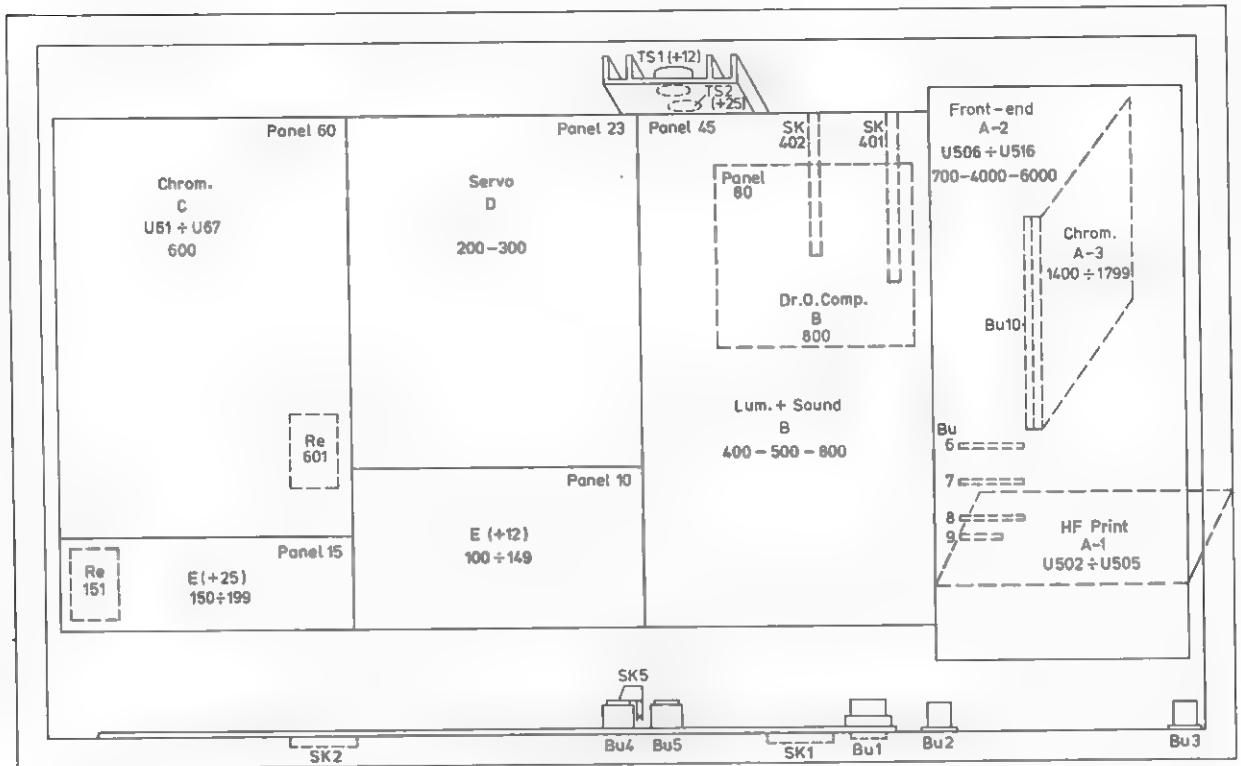 TS1 (+12)
TS2
(+25)
Panel 60
Chrom.
C
U61 ÷ U67
600
Re
601
Panel 15
Re
151
E (+25)
150÷199
Panel 23
Servo
D
200-300
Panel 10
E (+12)
100÷149
Panel 45
SK
402
SK
401
Panel
80
Dr.O.Comp.
B
800
Lum. + Sound
B
400-500-800
Front-end
A-2
U506 ÷ U516
700-4000-6000
Chrom.
A-3
1400÷1799
Bu10
Bu
6
7
8
9
HF Print
A-1
U502÷U505
SK5
SK2
Bu4
Bu5
SK1
Bu1
Bu2
Bu3